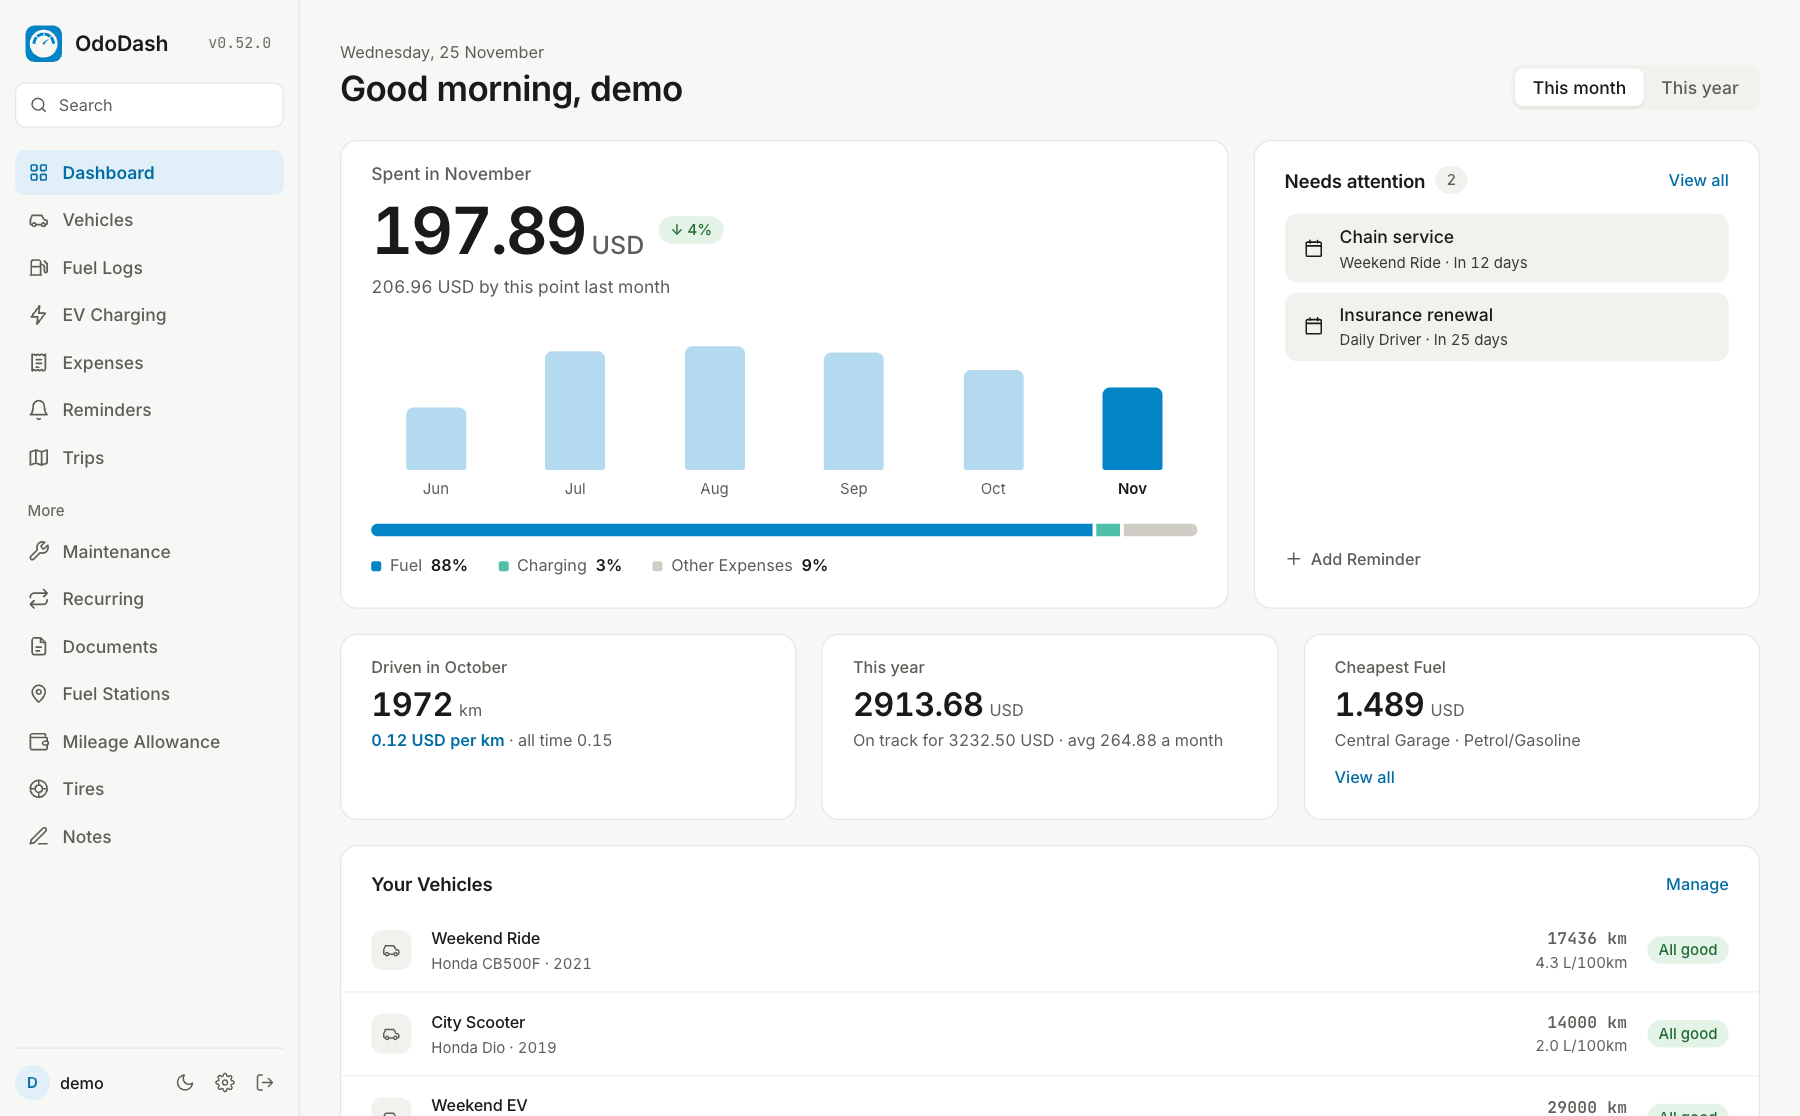 OdoDash v0.52.0
Search
Dashboard
Vehicles
Fuel Logs
EV Charging
Expenses
Reminders
Trips
More
Maintenance
Recurring
Documents
Fuel Stations
Mileage Allowance
Tires
Notes
D demo
Wednesday, 25 November
Good morning, demo
This month This year
Spent in November
197.89 USD ↓ 4%
206.96 USD by this point last month
Jun Jul Aug Sep Oct Nov
Fuel 88% Charging 3% Other Expenses 9%
Needs attention 2 View all
Chain service
Weekend Ride · In 12 days
Insurance renewal
Daily Driver · In 25 days
+ Add Reminder
Driven in October
1972 km
0.12 USD per km · all time 0.15
This year
2913.68 USD
On track for 3232.50 USD · avg 264.88 a month
Cheapest Fuel
1.489 USD
Central Garage · Petrol/Gasoline
View all
Your Vehicles Manage
Weekend Ride 17436 km
Honda CB500F · 2021 4.3 L/100km All good
City Scooter 14000 km
Honda Dio · 2019 2.0 L/100km All good
Weekend EV 29000 km
All good